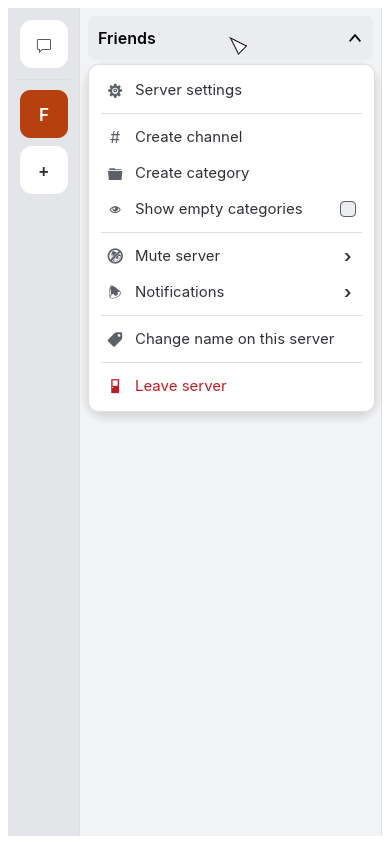 Friends
F
+
Server settings
# Create channel
Create category
Show empty categories
Mute server
Notifications
Change name on this server
Leave server